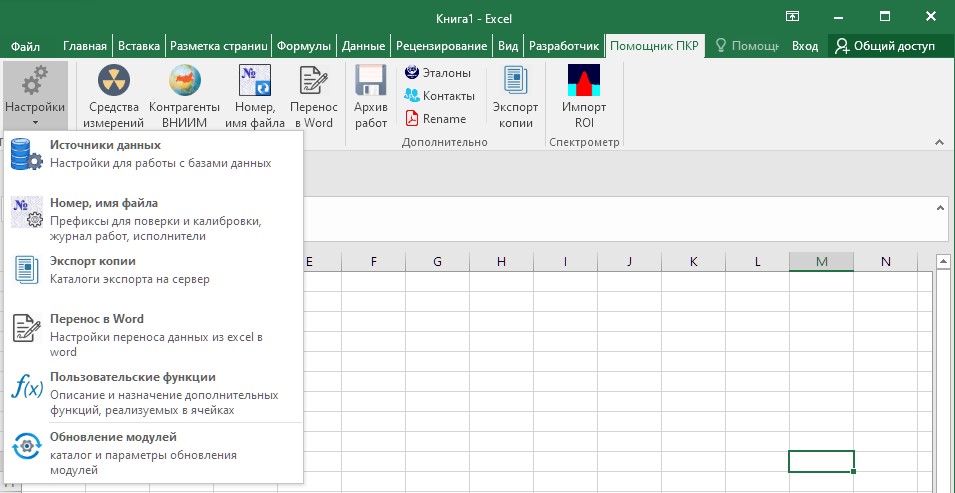 Книга1 - Excel
Файл Главная Вставка Разметка страниц Формулы Данные Рецензирование Вид Разработчик Помощник ПКР Помощ Вход Общий доступ
Настройки
Средства измерений
Контрагенты ВНИИМ
Номер, имя файла
Перенос в Word
Архив работ
Эталоны
Контакты
Rename
Экспорт копии
Импорт ROI
Дополнительно
Спектрометр
Источники данных
Настройки для работы с базами данных
Номер, имя файла
Префиксы для поверки и калибровки,
журнал работ, исполнители
Экспорт копии
Каталоги экспорта на сервер
Перенос в Word
Настройки переноса данных из excel в
word
Пользовательские функции
Описание и назначение дополнительных
функций, реализуемых в ячейках
Обновление модулей
каталог и параметры обновления
модулей
E F G H I J K L M N